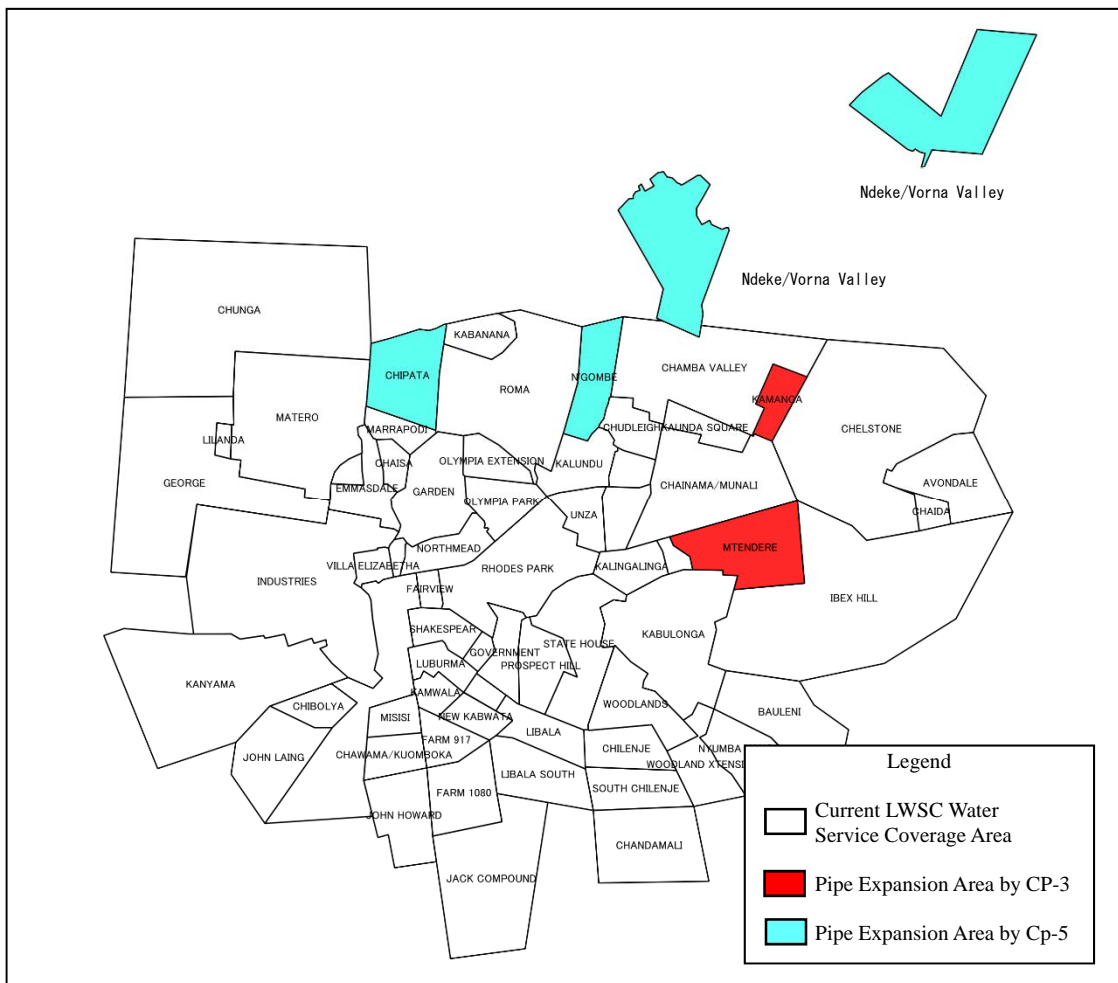 Ndeke/Vorna Valley
Ndeke/Vorna Valley
CHUNGA
KABANANA
CHIPATA
ROMA
N'GOMBE
CHAMBA VALLEY
KAMANGA
MATERO
LILANDA
MARRAPODI
CHUDLEIGH
KAUNDA SQUARE
CHELSTONE
CHAISA
OLYMPIA EXTENSION
KALUNDU
GEORGE
EMMASDALE
GARDEN
OLYMPIA PARK
CHAINAMA/MUNALI
AVONDALE
CHAIDA
UNZA
NORTHMEAD
MTENDERE
VILLA ELIZABETHA
RHODES PARK
KALINGALINGA
INDUSTRIES
FAIRVIEW
IBEX HILL
SHAKESPEAR
GOVERNMENT
STATE HOUSE
KABULONGA
LUBURMA
PROSPECT HILL
KANYAMA
KAMWALA
WOODLANDS
CHIBOLYA
MISISI
NEW KABWATA
BAULENI
FARM 917
LIBALA
JOHN LAING
CHAWAMA/KUOMBOKA
CHILENJE
NYUMBA
WOODLAND XTENSI
LIBALA SOUTH
FARM 1080
SOUTH CHILENJE
JOHN HOWARD
CHANDAMALI
JACK COMPOUND
Legend
Current LWSC Water
Service Coverage Area
Pipe Expansion Area by CP-3
Pipe Expansion Area by Cp-5